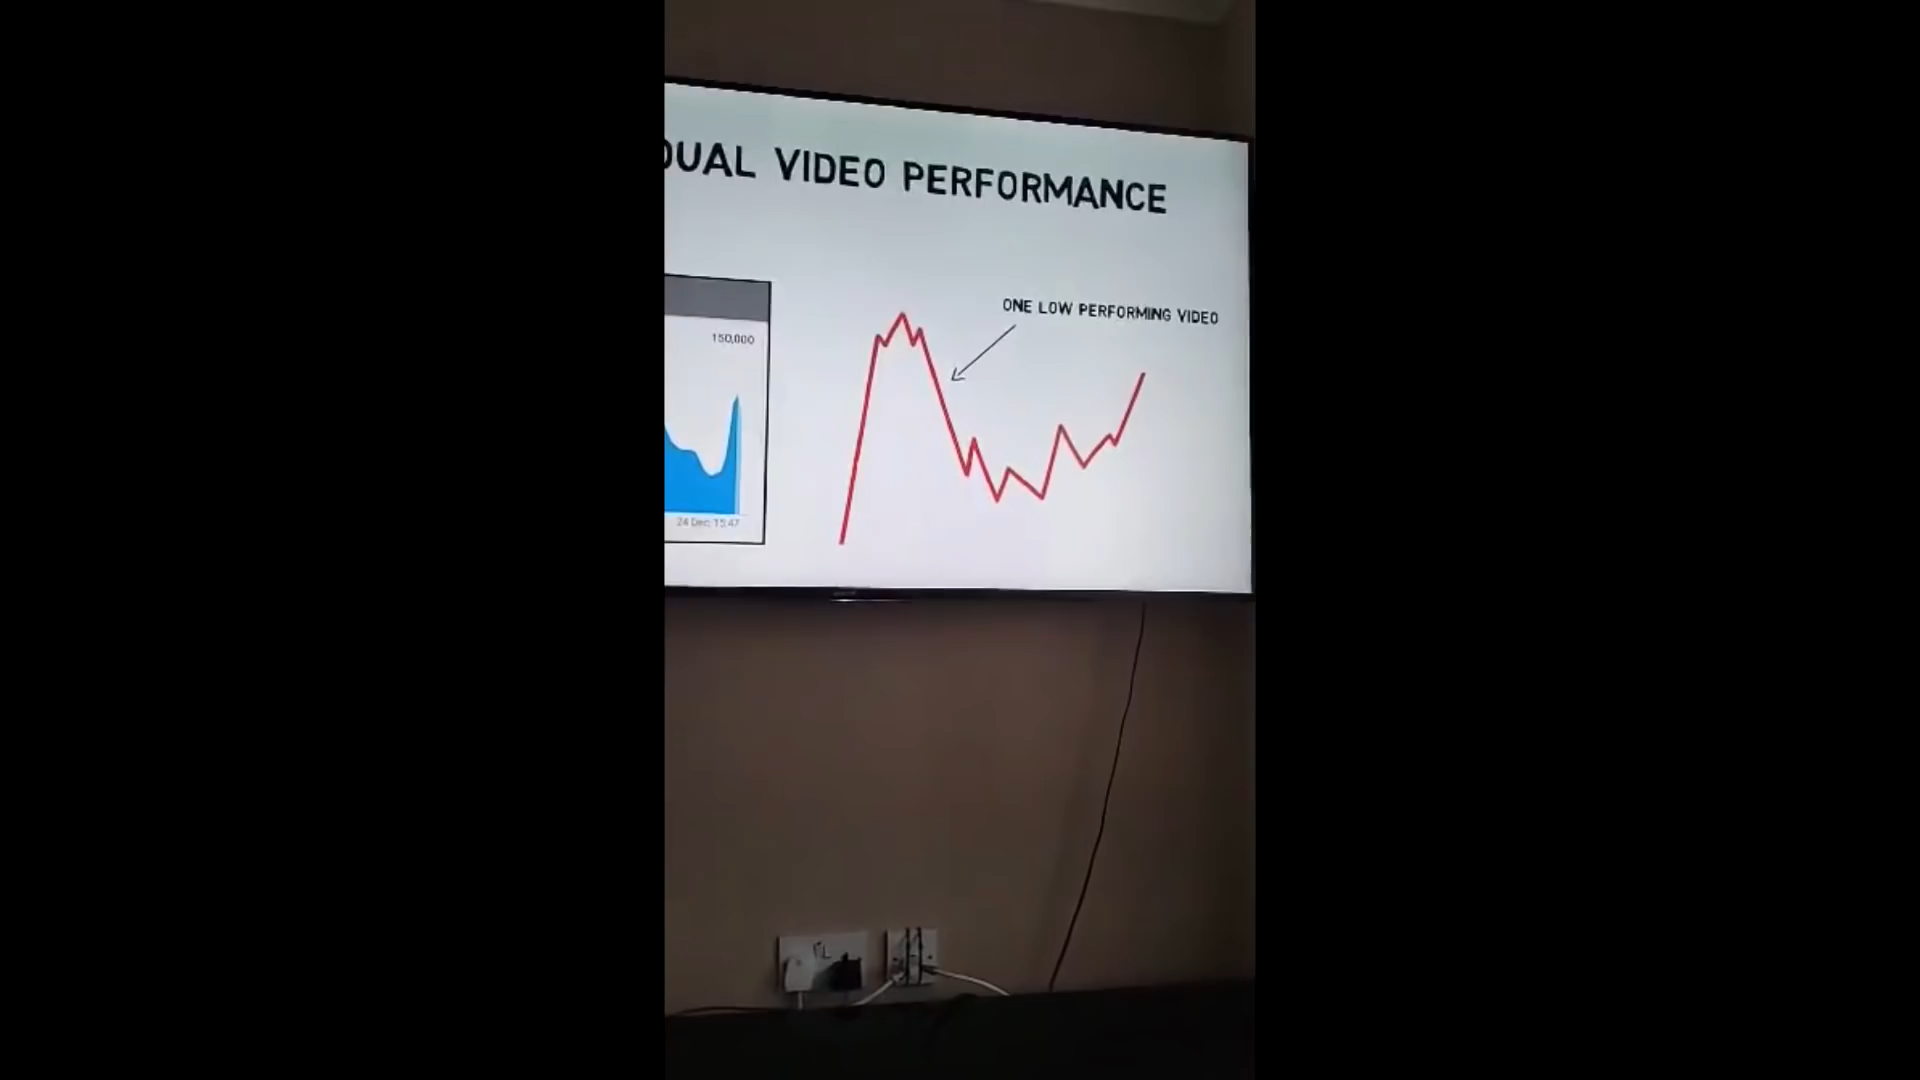 DUAL VIDEO PERFORMANCE
ONE LOW PERFORMING VIDEO
150,000
24 Dec, 15:47